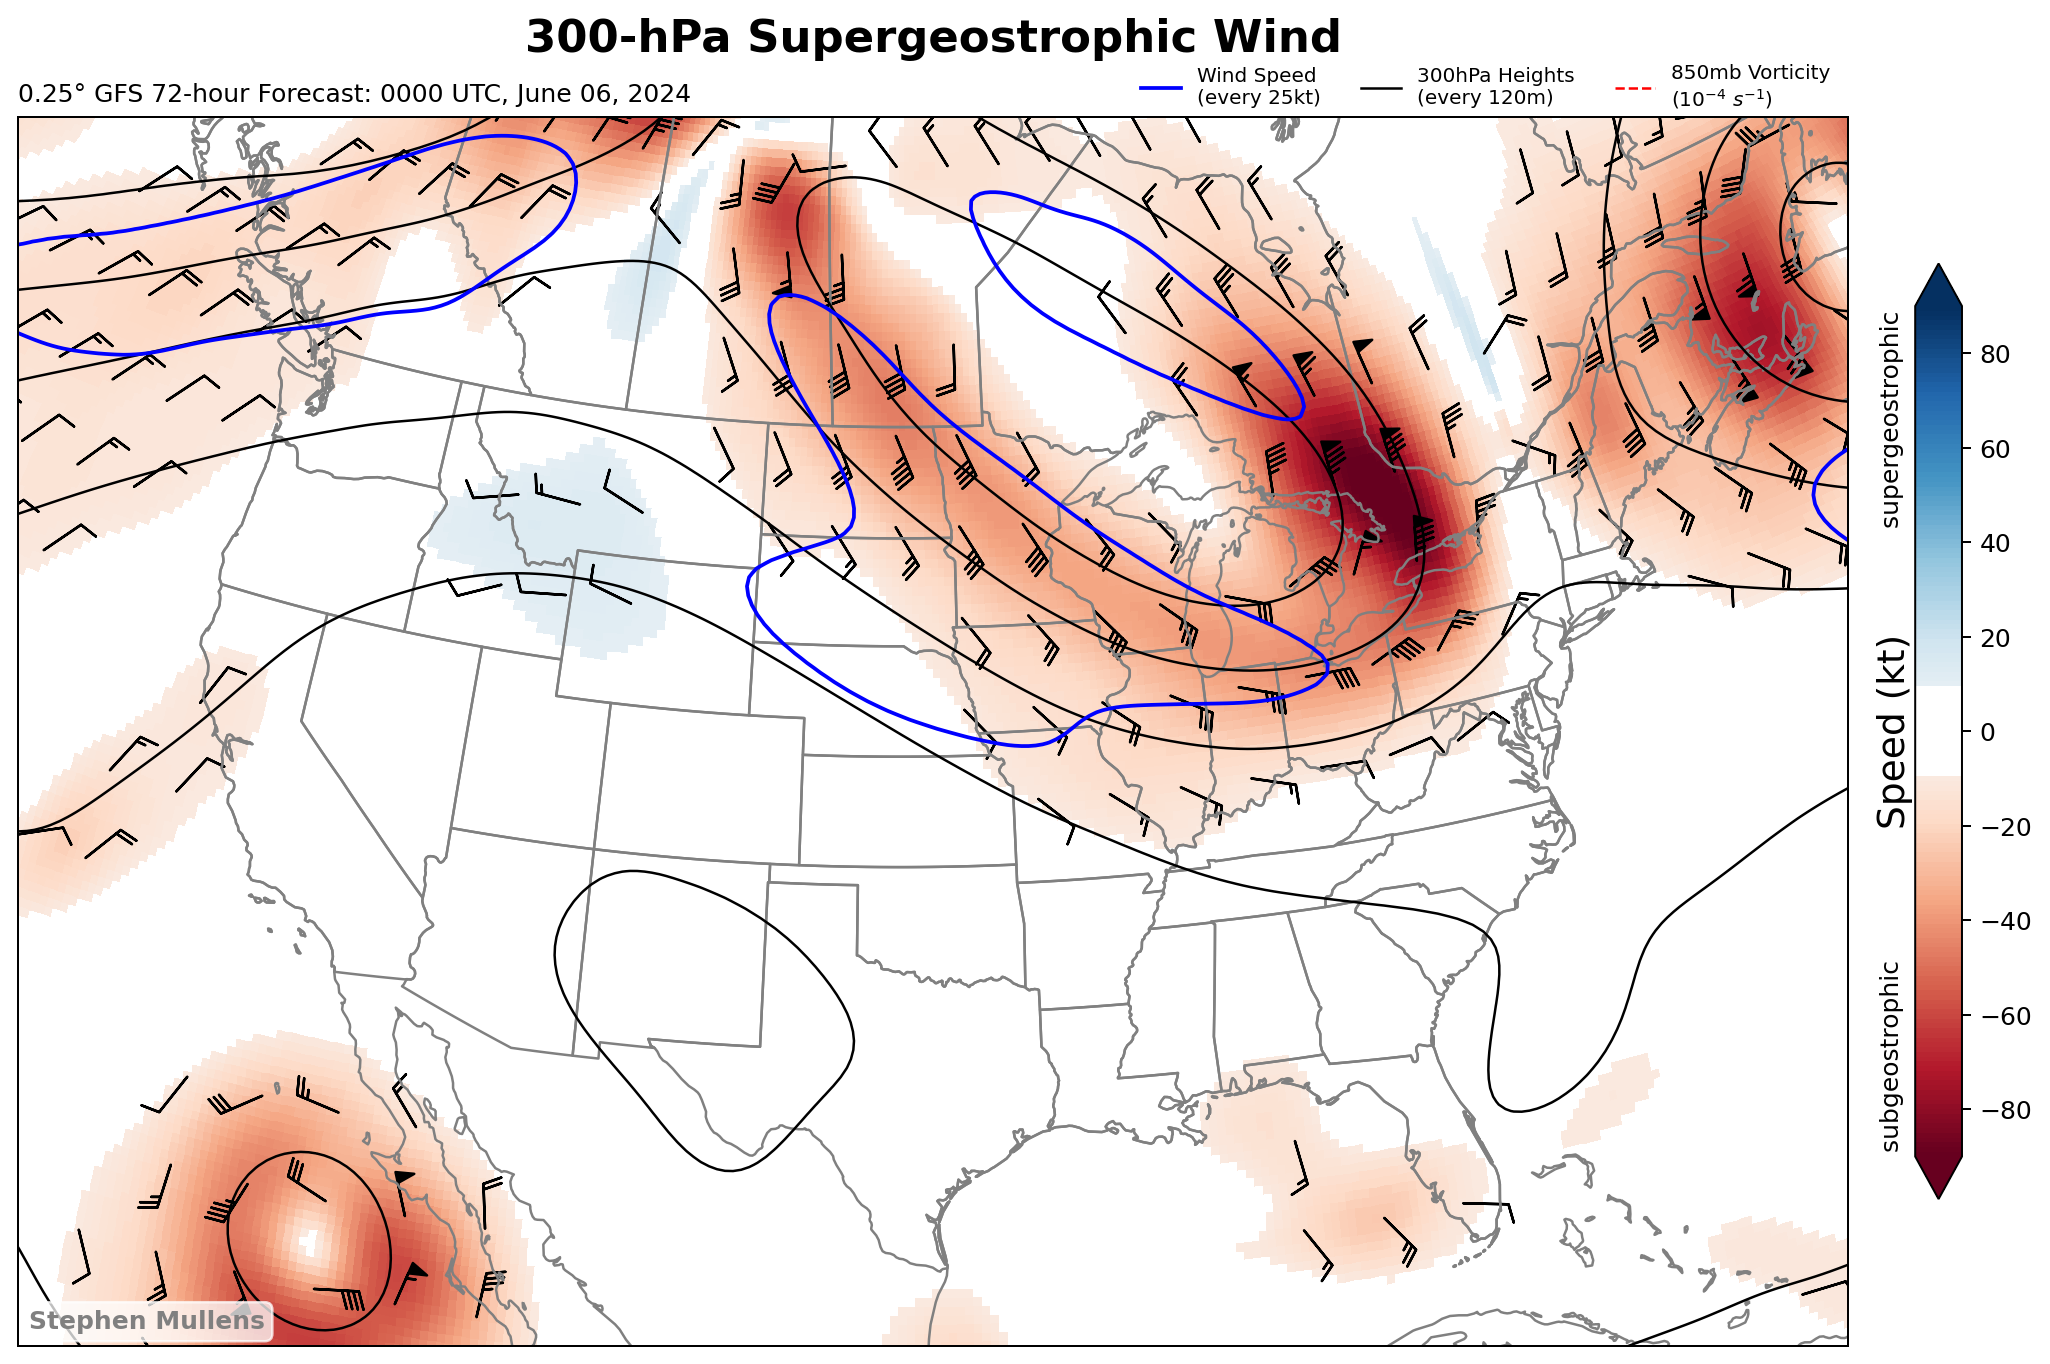 300-hPa Supergeostrophic Wind
0.25° GFS 72-hour Forecast: 0000 UTC, June 06, 2024
Wind Speed
(every 25kt)
300hPa Heights
(every 120m)
850mb Vorticity
(10⁻⁴ s⁻¹)
supergeostrophic
Speed (kt)
subgeostrophic
80
60
40
20
0
−20
−40
−60
−80
Stephen Mullens